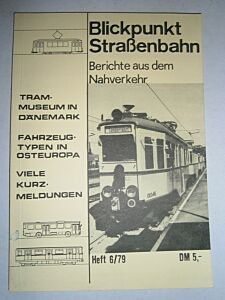 Blickpunkt
Straßenbahn
Berichte aus dem
Nahverkehr
TRAM-
MUSEUM IN
DÆNEMARK
FAHRZEUG-
TYPEN IN
OSTEUROPA
VIELE
KURZ-
MELDUNGEN
Heft 6/79
DM 5,-